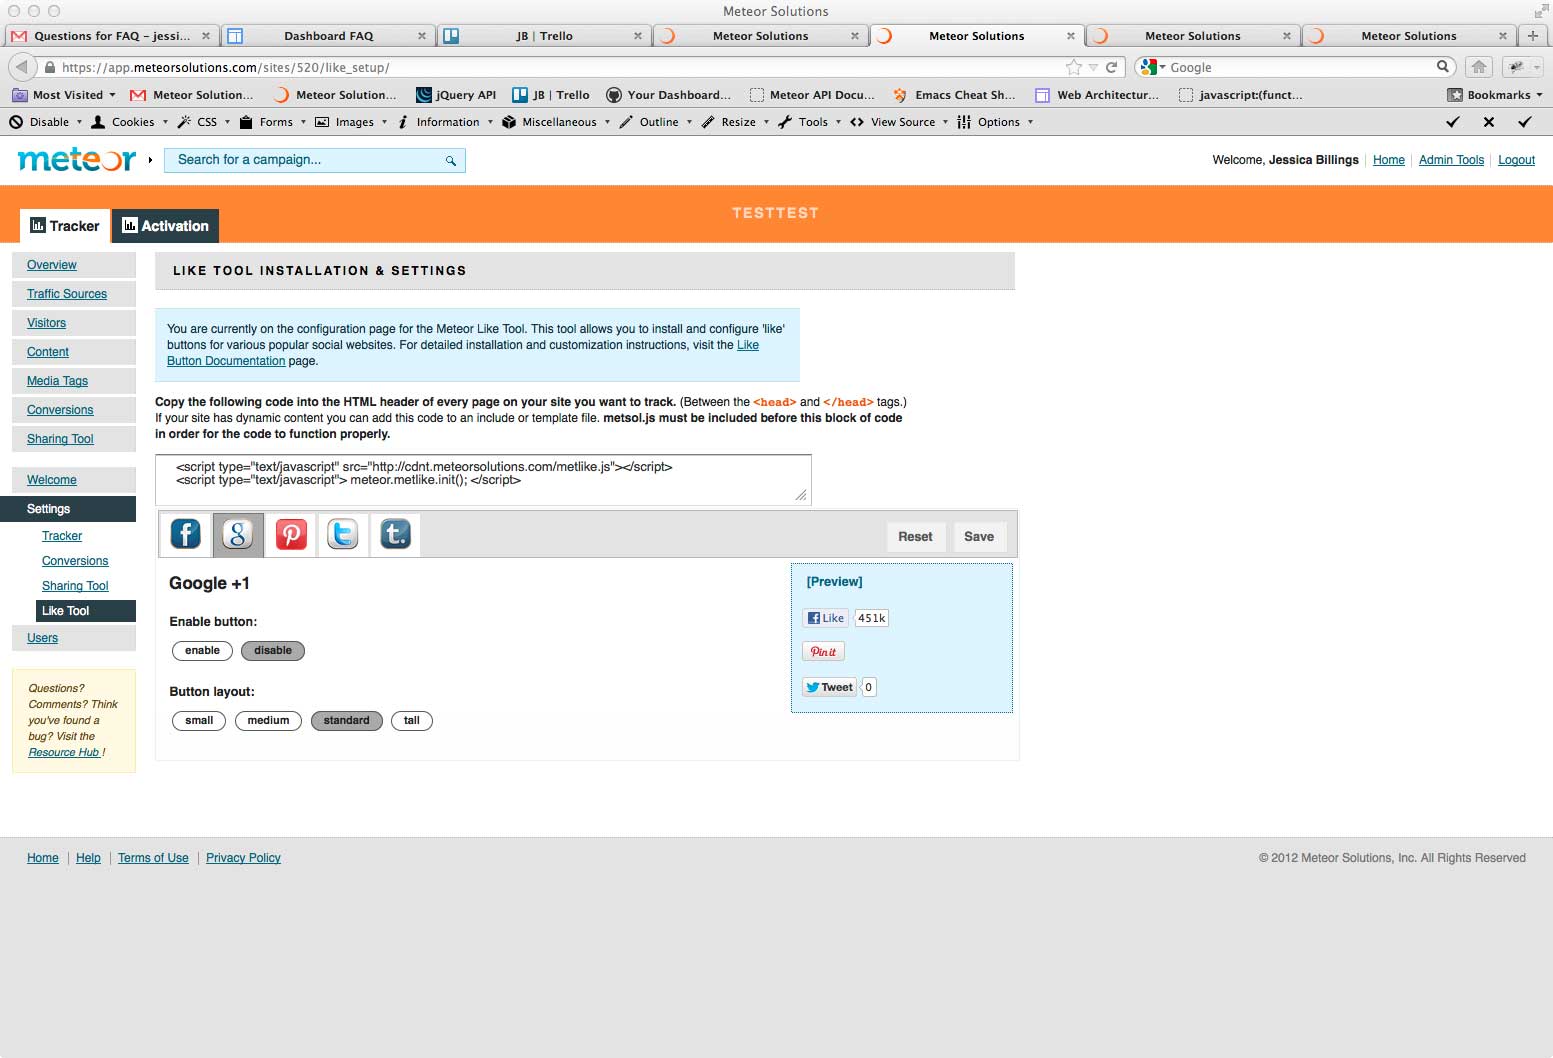 Meteor Solutions
Questions for FAQ – jessi...
Dashboard FAQ
JB | Trello
Meteor Solutions
Meteor Solutions
Meteor Solutions
Meteor Solutions
https://app.meteorsolutions.com/sites/520/like_setup/
Google
Most Visited
Meteor Solution...
Meteor Solution...
jQuery API
JB | Trello
Your Dashboard...
Meteor API Docu...
Emacs Cheat Sh...
Web Architectur...
javascript:(funct...
Bookmarks
Disable
Cookies
CSS
Forms
Images
Information
Miscellaneous
Outline
Resize
Tools
View Source
Options
meteor
Search for a campaign...
Welcome, Jessica Billings
Home
Admin Tools
Logout
TESTTEST
Tracker
Activation
Overview
Traffic Sources
Visitors
Content
Media Tags
Conversions
Sharing Tool
Welcome
Settings
Tracker
Conversions
Sharing Tool
Like Tool
Users
Questions?
Comments? Think
you've found a
bug? Visit the
Resource Hub !
LIKE TOOL INSTALLATION & SETTINGS
You are currently on the configuration page for the Meteor Like Tool. This tool allows you to install and configure 'like'
buttons for various popular social websites. For detailed installation and customization instructions, visit the Like
Button Documentation page.
Copy the following code into the HTML header of every page on your site you want to track. (Between the <head> and </head> tags.)
If your site has dynamic content you can add this code to an include or template file. metsol.js must be included before this block of code
in order for the code to function properly.
<script type="text/javascript" src="http://cdnt.meteorsolutions.com/metlike.js"></script>
<script type="text/javascript"> meteor.metlike.init(); </script>
f
g
p
t
t.
Reset
Save
Google +1
Enable button:
enable
disable
Button layout:
small
medium
standard
tall
[Preview]
f Like
451k
Pin it
Tweet
0
Home
Help
Terms of Use
Privacy Policy
© 2012 Meteor Solutions, Inc. All Rights Reserved